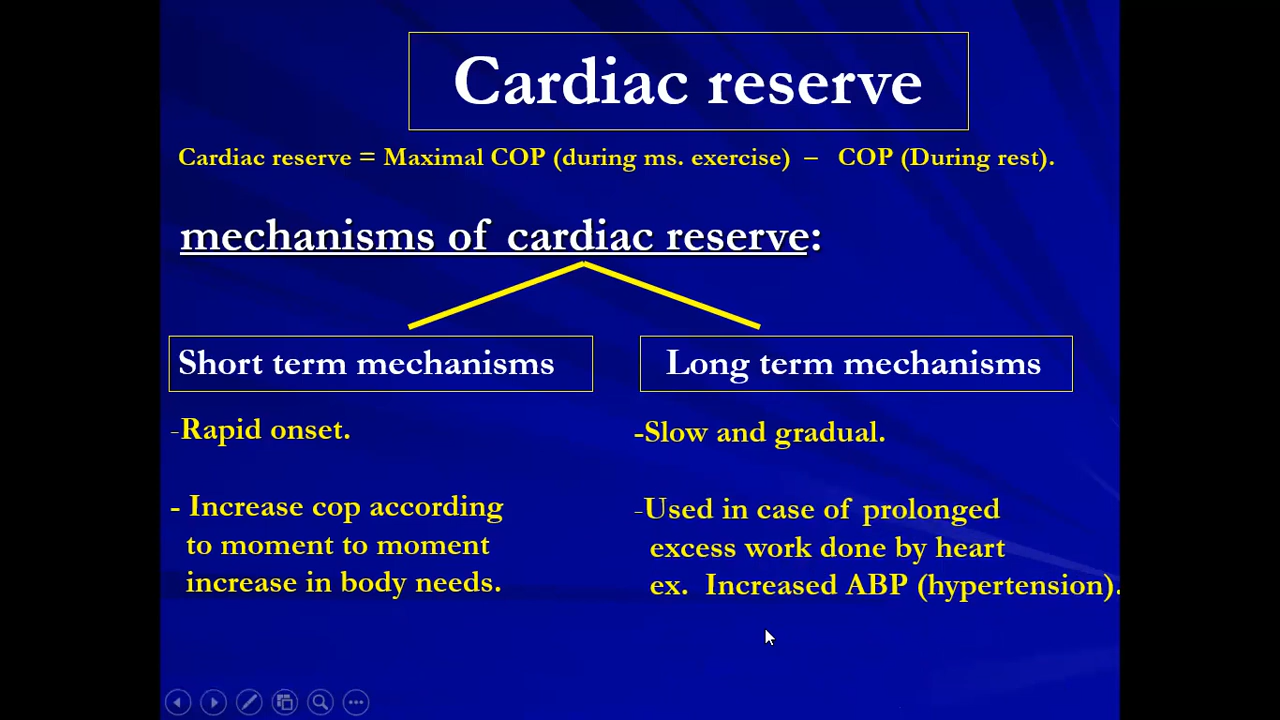 Cardiac reserve
Cardiac reserve = Maximal COP (during ms. exercise) – COP (During rest).
mechanisms of cardiac reserve:
Short term mechanisms
-Rapid onset.
- Increase cop according
to moment to moment
increase in body needs.
Long term mechanisms
-Slow and gradual.
-Used in case of prolonged
excess work done by heart
ex. Increased ABP (hypertension).